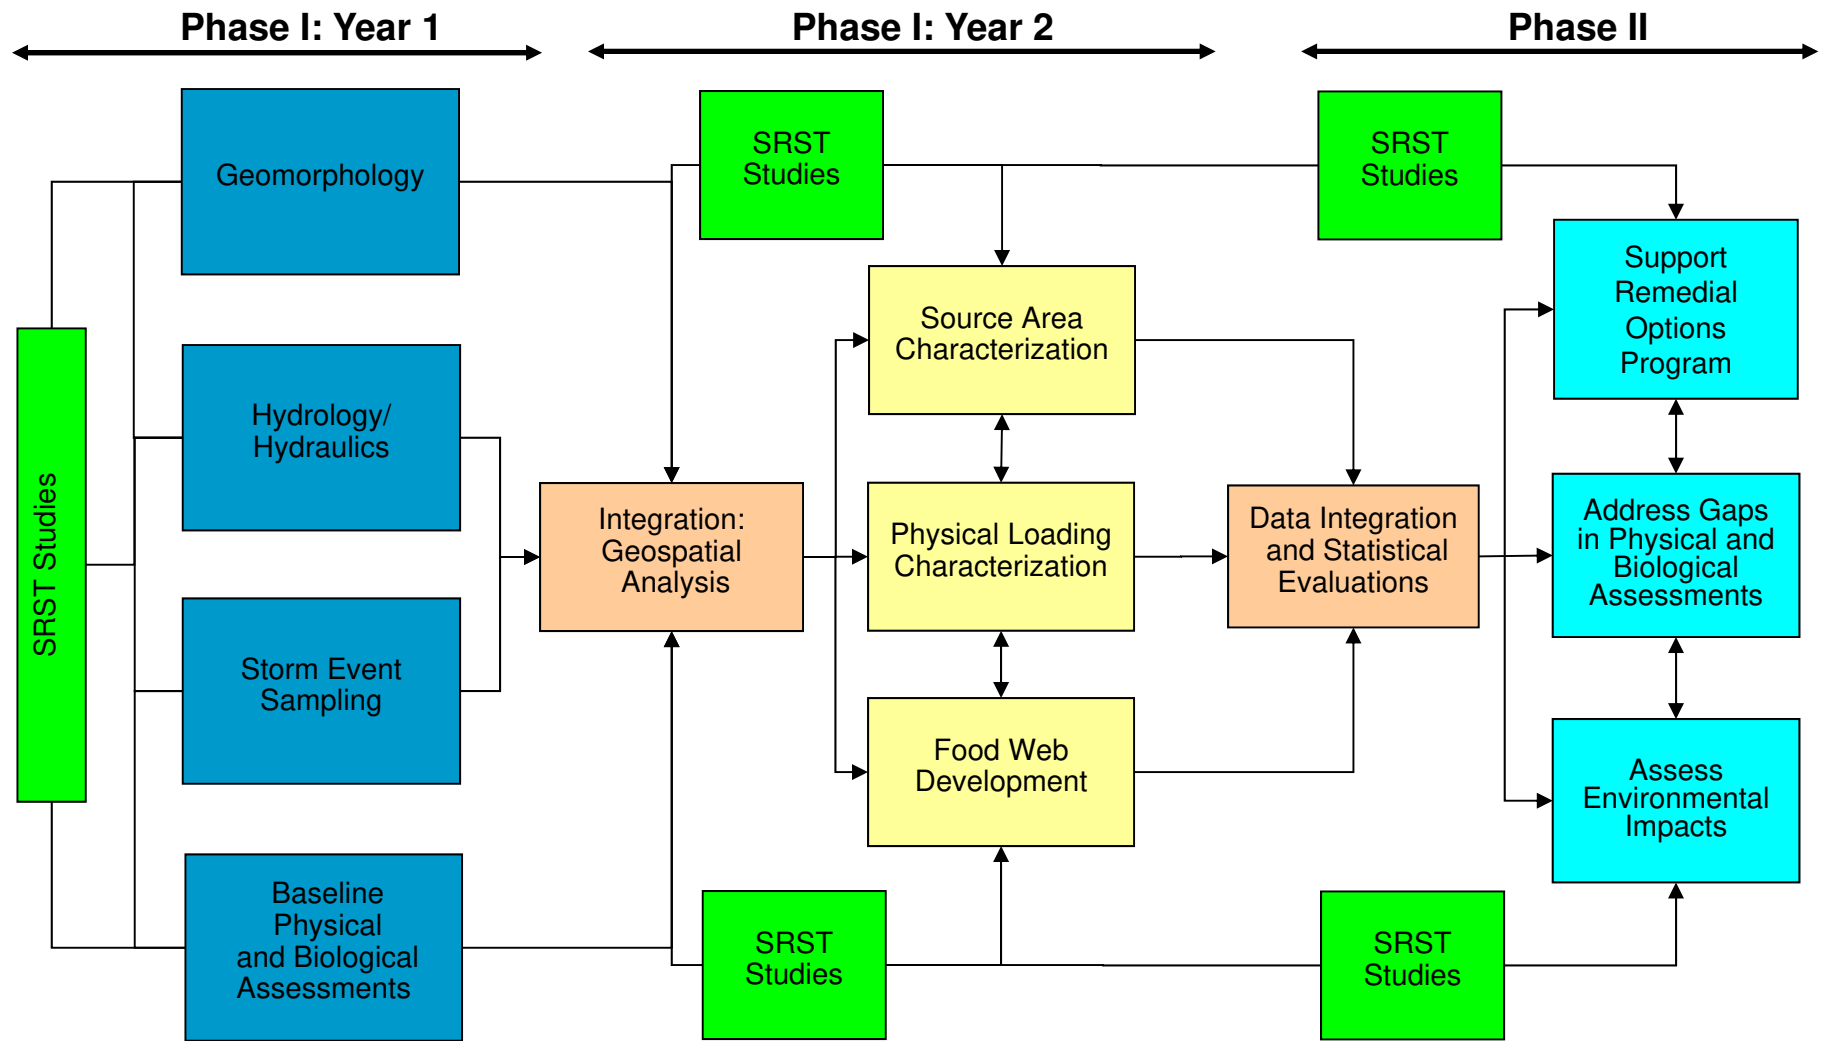 Phase I: Year 1
Phase I: Year 2
Phase II
SRST Studies
Geomorphology
Hydrology/
Hydraulics
Storm Event
Sampling
Baseline
Physical
and Biological
Assessments
Integration:
Geospatial
Analysis
SRST
Studies
Source Area
Characterization
Physical Loading
Characterization
Food Web
Development
SRST
Studies
Data Integration
and Statistical
Evaluations
SRST
Studies
Support
Remedial
Options
Program
Address Gaps
in Physical and
Biological
Assessments
Assess
Environmental
Impacts
SRST
Studies